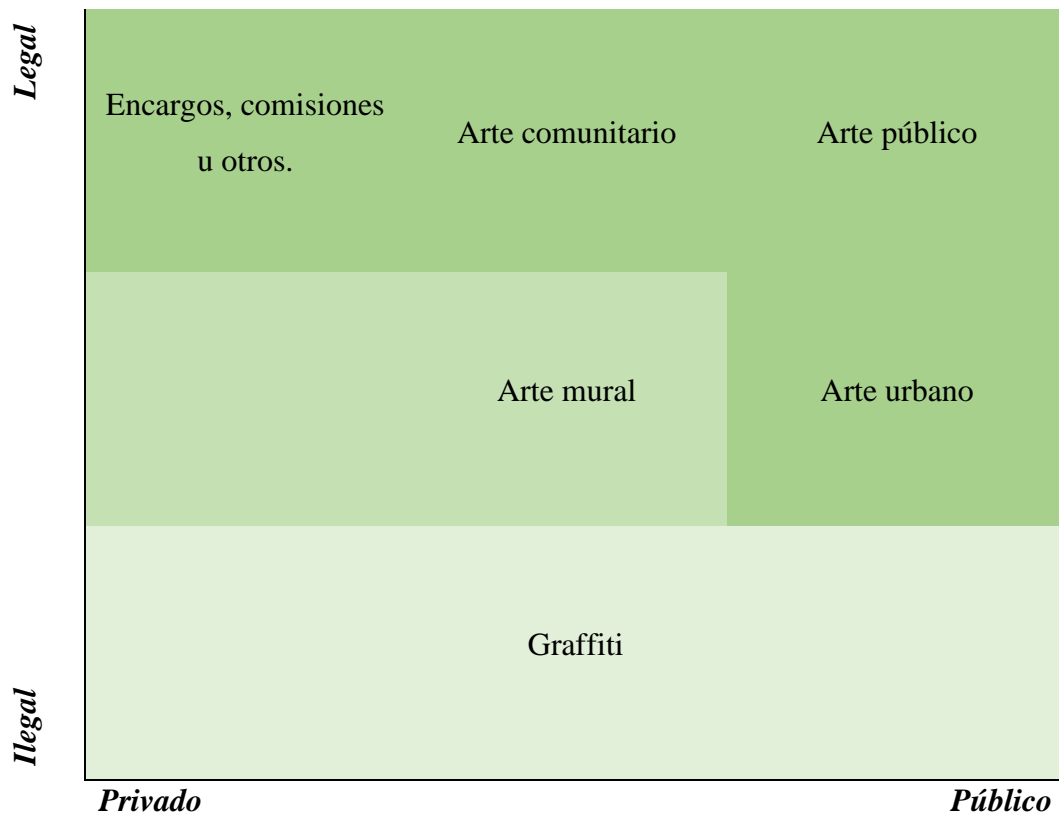 Legal
Encargos, comisiones
u otros.
Arte comunitario
Arte público
Arte mural
Arte urbano
Graffiti
Ilegal
Privado
Público